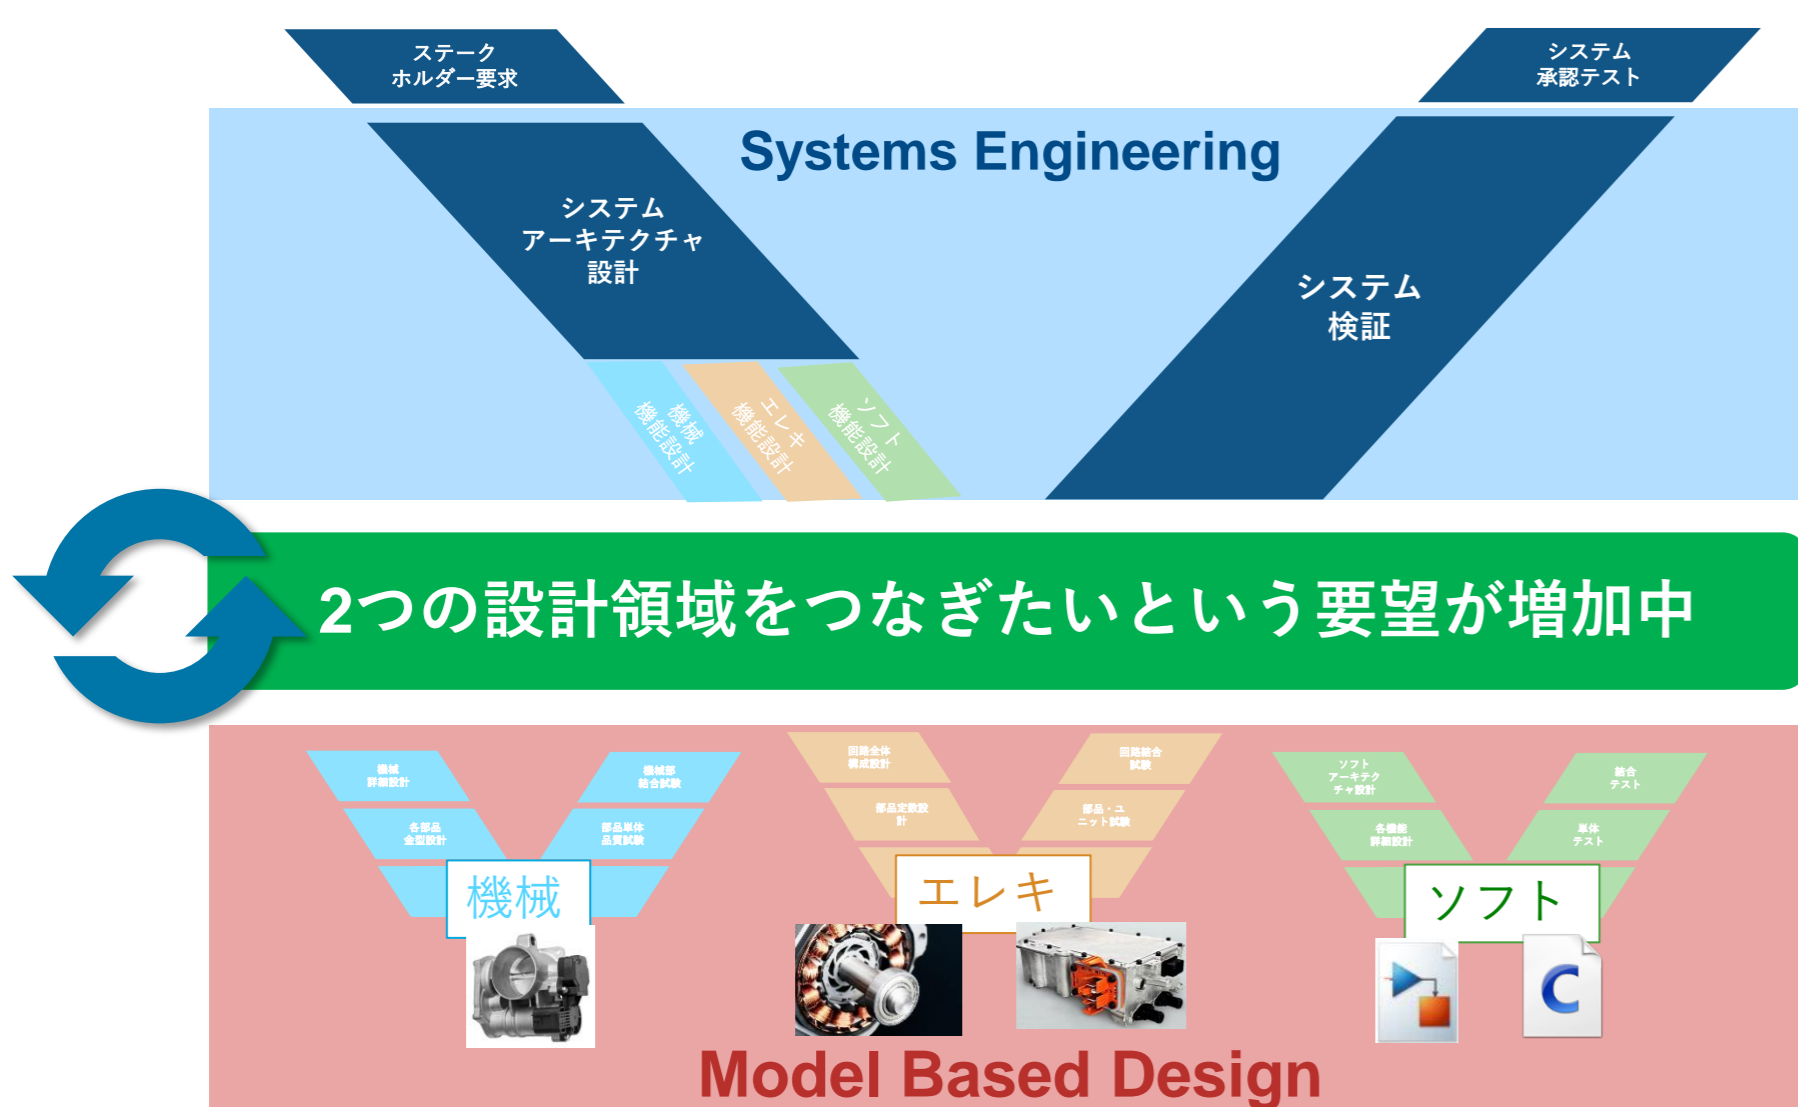 ステーク
ホルダー要求
システム
承認テスト
Systems Engineering
システム
アーキテクチャ
設計
システム
検証
機械
機能設計
エレキ
機能設計
ソフト
機能設計
2つの設計領域をつなぎたいという要望が増加中
機械
詳細設計
機械部
結合試験
各部品
金型設計
部品単体
品質試験
機械
回路全体
構成設計
回路結合
試験
部品定数設
計
部品・ユ
ニット試験
エレキ
ソフト
アーキテク
チャ設計
結合
テスト
各機能
詳細設計
単体
テスト
ソフト
C
Model Based Design